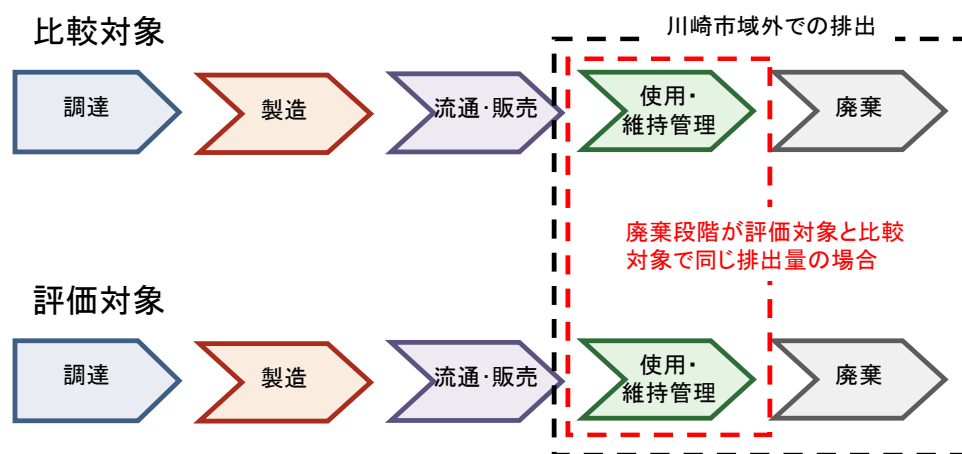 川崎市域外での排出
比較対象
調達
製造
流通・販売
使用・
維持管理
廃棄
廃棄段階が評価対象と比較
対象で同じ排出量の場合
評価対象
調達
製造
流通・販売
使用・
維持管理
廃棄